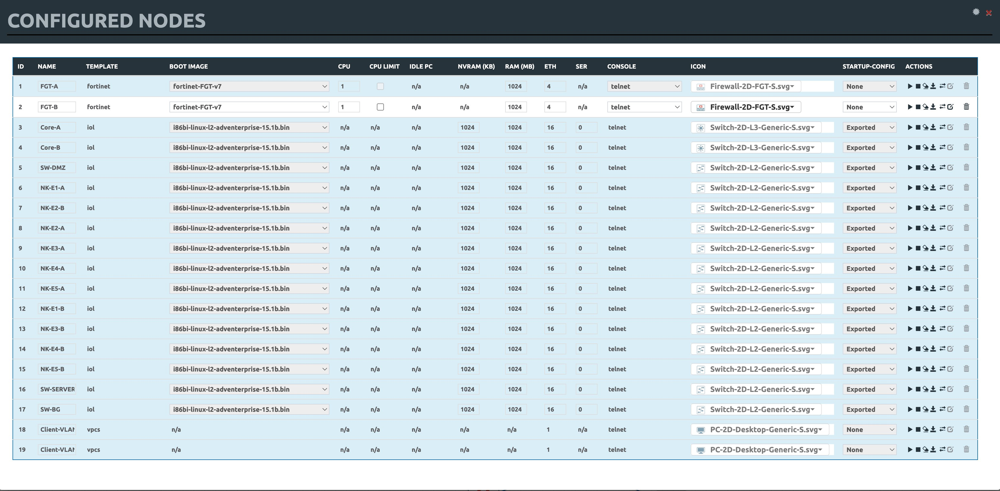 CONFIGURED NODES
ID NAME TEMPLATE BOOT IMAGE CPU CPU LIMIT IDLE PC NVRAM (KB) RAM (MB) ETH SER CONSOLE ICON STARTUP-CONFIG ACTIONS
1 FGT-A fortinet fortinet-FGT-v7 1 n/a n/a 1024 4 n/a telnet Firewall-2D-FGT-S.svg None
2 FGT-B fortinet fortinet-FGT-v7 1 n/a n/a 1024 4 n/a telnet Firewall-2D-FGT-S.svg None
3 Core-A iol i86bi-linux-l2-adventerprise-15.1b.bin n/a n/a n/a 1024 1024 16 0 telnet Switch-2D-L3-Generic-S.svg Exported
4 Core-B iol i86bi-linux-l2-adventerprise-15.1b.bin n/a n/a n/a 1024 1024 16 0 telnet Switch-2D-L3-Generic-S.svg Exported
5 SW-DMZ iol i86bi-linux-l2-adventerprise-15.1b.bin n/a n/a n/a 1024 1024 16 0 telnet Switch-2D-L2-Generic-S.svg Exported
6 NK-E1-A iol i86bi-linux-l2-adventerprise-15.1b.bin n/a n/a n/a 1024 1024 16 0 telnet Switch-2D-L2-Generic-S.svg Exported
7 NK-E2-B iol i86bi-linux-l2-adventerprise-15.1b.bin n/a n/a n/a 1024 1024 16 0 telnet Switch-2D-L2-Generic-S.svg Exported
8 NK-E2-A iol i86bi-linux-l2-adventerprise-15.1b.bin n/a n/a n/a 1024 1024 16 0 telnet Switch-2D-L2-Generic-S.svg Exported
9 NK-E3-A iol i86bi-linux-l2-adventerprise-15.1b.bin n/a n/a n/a 1024 1024 16 0 telnet Switch-2D-L2-Generic-S.svg Exported
10 NK-E4-A iol i86bi-linux-l2-adventerprise-15.1b.bin n/a n/a n/a 1024 1024 16 0 telnet Switch-2D-L2-Generic-S.svg Exported
11 NK-E5-A iol i86bi-linux-l2-adventerprise-15.1b.bin n/a n/a n/a 1024 1024 16 0 telnet Switch-2D-L2-Generic-S.svg Exported
12 NK-E1-B iol i86bi-linux-l2-adventerprise-15.1b.bin n/a n/a n/a 1024 1024 16 0 telnet Switch-2D-L2-Generic-S.svg Exported
13 NK-E3-B iol i86bi-linux-l2-adventerprise-15.1b.bin n/a n/a n/a 1024 1024 16 0 telnet Switch-2D-L2-Generic-S.svg Exported
14 NK-E4-B iol i86bi-linux-l2-adventerprise-15.1b.bin n/a n/a n/a 1024 1024 16 0 telnet Switch-2D-L2-Generic-S.svg Exported
15 NK-E5-B iol i86bi-linux-l2-adventerprise-15.1b.bin n/a n/a n/a 1024 1024 16 0 telnet Switch-2D-L2-Generic-S.svg Exported
16 SW-SERVER iol i86bi-linux-l2-adventerprise-15.1b.bin n/a n/a n/a 1024 1024 16 0 telnet Switch-2D-L2-Generic-S.svg Exported
17 SW-BG iol i86bi-linux-l2-adventerprise-15.1b.bin n/a n/a n/a 1024 1024 16 0 telnet Switch-2D-L2-Generic-S.svg Exported
18 Client-VLAN vpcs n/a n/a n/a n/a n/a n/a 1 n/a telnet PC-2D-Desktop-Generic-S.svg None
19 Client-VLAN vpcs n/a n/a n/a n/a n/a n/a 1 n/a telnet PC-2D-Desktop-Generic-S.svg None